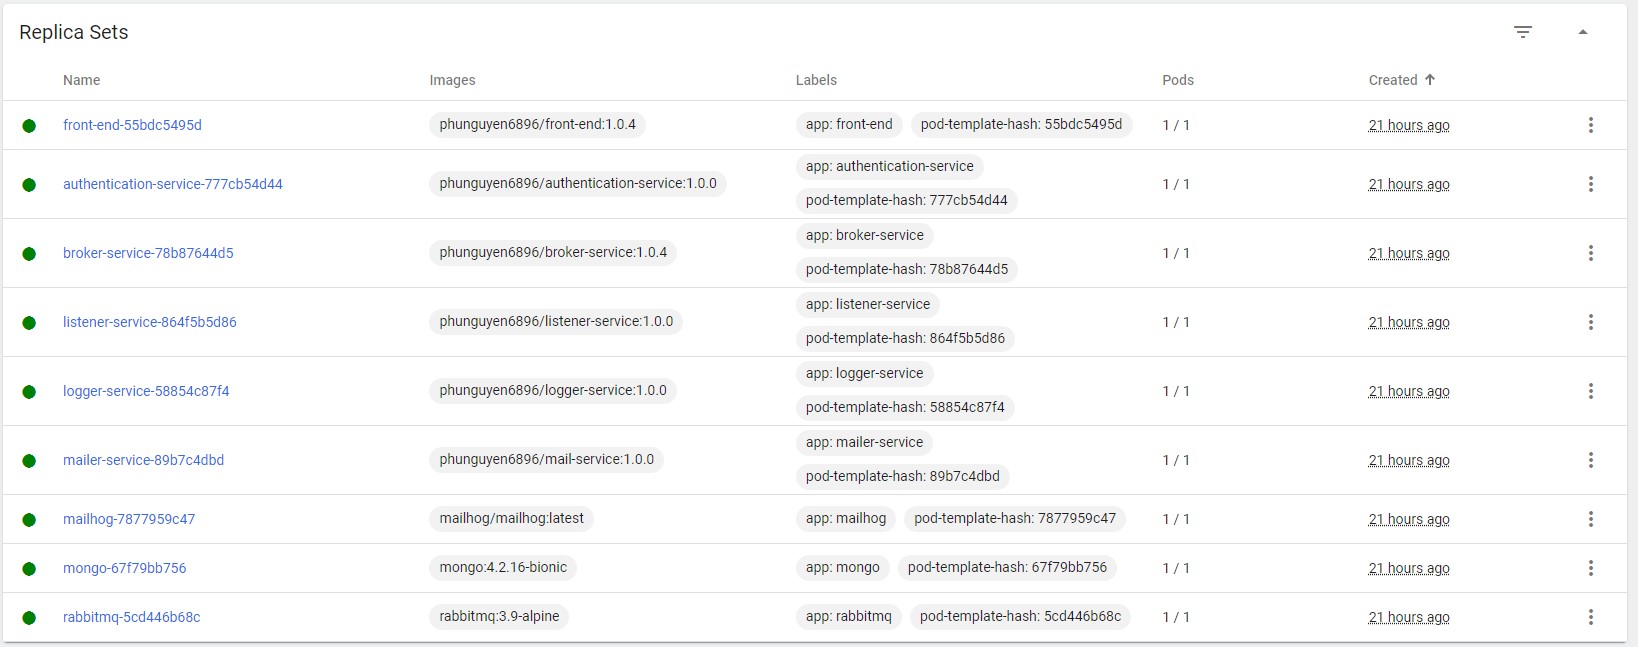 Replica Sets
Name Images Labels Pods Created
front-end-55bdc5495d phunguyen6896/front-end:1.0.4 app: front-end pod-template-hash: 55bdc5495d 1 / 1 21 hours ago
authentication-service-777cb54d44 phunguyen6896/authentication-service:1.0.0 app: authentication-service 1 / 1 21 hours ago
pod-template-hash: 777cb54d44
broker-service-78b87644d5 phunguyen6896/broker-service:1.0.4 app: broker-service 1 / 1 21 hours ago
pod-template-hash: 78b87644d5
listener-service-864f5b5d86 phunguyen6896/listener-service:1.0.0 app: listener-service 1 / 1 21 hours ago
pod-template-hash: 864f5b5d86
logger-service-58854c87f4 phunguyen6896/logger-service:1.0.0 app: logger-service 1 / 1 21 hours ago
pod-template-hash: 58854c87f4
mailer-service-89b7c4dbd phunguyen6896/mail-service:1.0.0 app: mailer-service 1 / 1 21 hours ago
pod-template-hash: 89b7c4dbd
mailhog-7877959c47 mailhog/mailhog:latest app: mailhog pod-template-hash: 7877959c47 1 / 1 21 hours ago
mongo-67f79bb756 mongo:4.2.16-bionic app: mongo pod-template-hash: 67f79bb756 1 / 1 21 hours ago
rabbitmq-5cd446b68c rabbitmq:3.9-alpine app: rabbitmq pod-template-hash: 5cd446b68c 1 / 1 21 hours ago